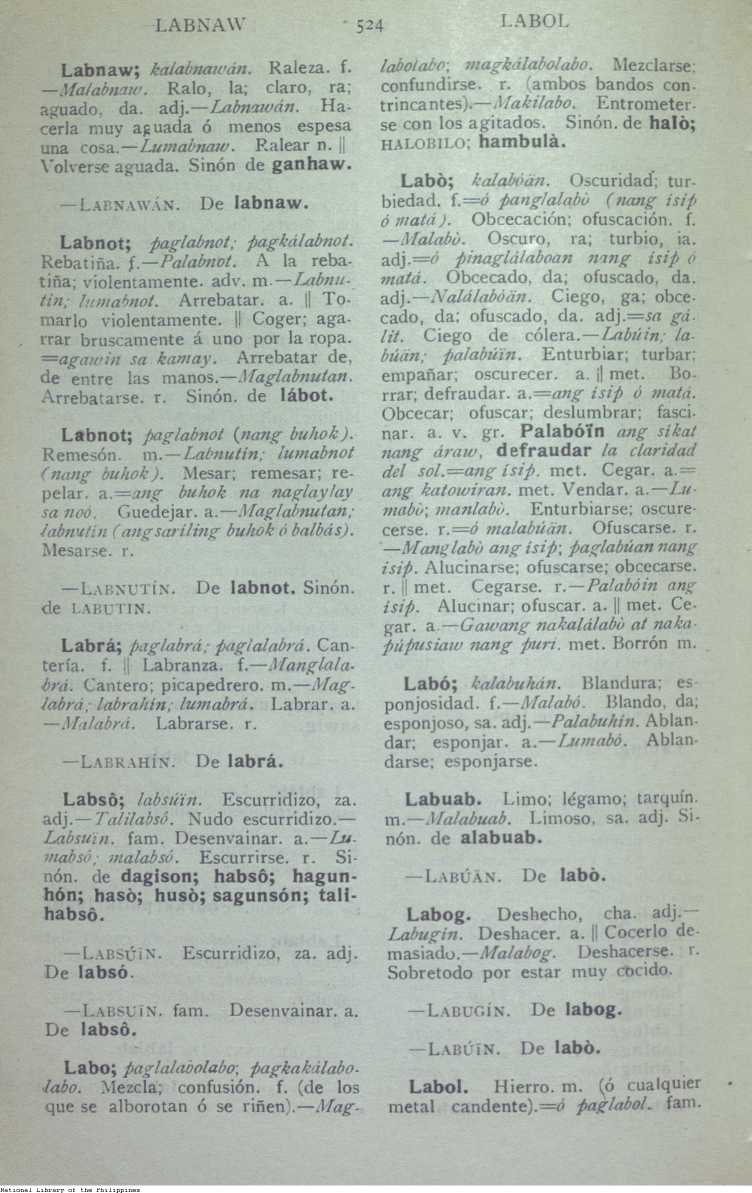 LABNAW
524
LABOL
Labnaw; kalabnawán. Raleza. f.
—Malabnaw. Ralo, la; claro, ra;
aguado, da. adj.—Labnawán. Ha-
cerla muy aguada ó menos espesa
una cosa.—Lumabnaw. Ralear n. ||
Volverse aguada. Sinón de ganhaw.
—LABNAWÁN. De labnaw.
Labnot; paglabnot; pagkálabnot.
Rebatiña. f.—Palabnot. A la reba-
tiña; violentamente. adv. m.—Labnu-
tin; lumabnot. Arrebatar. a. || To-
marlo violentamente. || Coger; aga-
rrar bruscamente á uno por la ropa.
=agawin sa kamay. Arrebatar de,
de entre las manos.—Maglabnutan.
Arrebatarse. r. Sinón. de lábot.
Labnot; paglabnot (nang buhok).
Remesón. m.—Labnutin; lumabnot
(nang buhok). Mesar; remesar; re-
pelar. a.=ang buhok na naglaylay
sa noó. Guedejar. a.—Maglabnutan;
labnutin (ang sariling buhok ó balbás).
Mesarse. r.
—LABNUTÍN. De labnot. Sinón.
de LABUTIN.
Labrá; paglabrá; paglalabrá. Can-
tería. f. || Labranza. f.—Manglala-
brá. Cantero; picapedrero. m.—Mag-
labrá; labrahín; lumabrá. Labrar. a.
—Malabrá. Labrarse. r.
—LABRAHÍN. De labrá.
Labsô; labsúïn. Escurridizo, za.
adj.—Talilabsô. Nudo escurridizo.—
Labsuïn. fam. Desenvainar. a.—Lu-
mabsô; malabsô. Escurrirse. r. Si-
nón. de dagison; habsô; hagun-
hón; hasò; husò; sagunsón; tali-
habsô.
—LABSÚÏN. Escurridizo, za. adj.
De labsó.
—LABSUÏN. fam. Desenvainar. a.
De labsô.
Labo; paglalabolabo; pagkakálabo-
labo. Mezcla; confusión. f. (de los
que se alborotan ó se riñen).—Mag-
labolabo; magkálabolabo. Mezclarse;
confundirse. r. (ambos bandos con-
trincantes).—Makilabo. Entrometer-
se con los agitados. Sinón. de halò;
HALOBILO; hambulà.
Labò; kalabóän. Oscuridad; tur-
biedad. f.=ó panglalabò (nang isip
ó matá). Obcecación; ofuscación. f.
—Malabò. Oscuro, ra; turbio, ia.
adj.=ó pinaglálaboan nang isip ó
matá. Obcecado, da; ofuscado, da.
adj.—Nalálabóän. Ciego, ga; obce-
cado, da; ofuscado, da. adj.=sa gá-
lit. Ciego de cólera.—Labúin; la-
búän; palabúïn. Enturbiar; turbar;
empañar; oscurecer. a. || met. Bo-
rrar; defraudar. a.=ang isip ó matá.
Obcecar; ofuscar; deslumbrar; fasci-
nar. a. v. gr. Palabóïn ang sikat
nang áraw, defraudar la claridad
del sol.=ang isip. met. Cegar. a.=
ang katowiran. met. Vendar. a.—Lu-
mabò; manlabò. Enturbiarse; oscure-
cerse. r.=ó malabúän. Ofuscarse. r.
—Manglabò ang isip; paglabúan nang
isip. Alucinarse; ofuscarse; obcecarse.
r. || met. Cegarse. r.—Palabóin ang
isip. Alucinar; ofuscar. a. || met. Ce-
gar. a.—Gawang nakalálabò at naka-
púpusiaw nang puri. met. Borrón m.
Labó; kalabuhán. Blandura; es-
ponjosidad. f.—Malabó. Blando, da;
esponjoso, sa. adj.—Palabuhin. Ablan-
dar; esponjar. a.—Lumabó. Ablan-
darse; esponjarse.
Labuab. Limo; légamo; tarquín.
m.—Malabuab. Limoso, sa. adj. Si-
nón. de alabuab.
—LABÚÄN. De labò.
Labog. Deshecho, cha. adj.—
Labugin. Deshacer. a. || Cocerlo de-
masiado.—Malabog. Deshacerse. r.
Sobretodo por estar muy cocido.
—LABUGÍN. De labog.
—LABÚÏN. De labò.
Labol. Hierro. m. (ó cualquier
metal candente).=ó paglabol. fam.
National Library of the Philippines